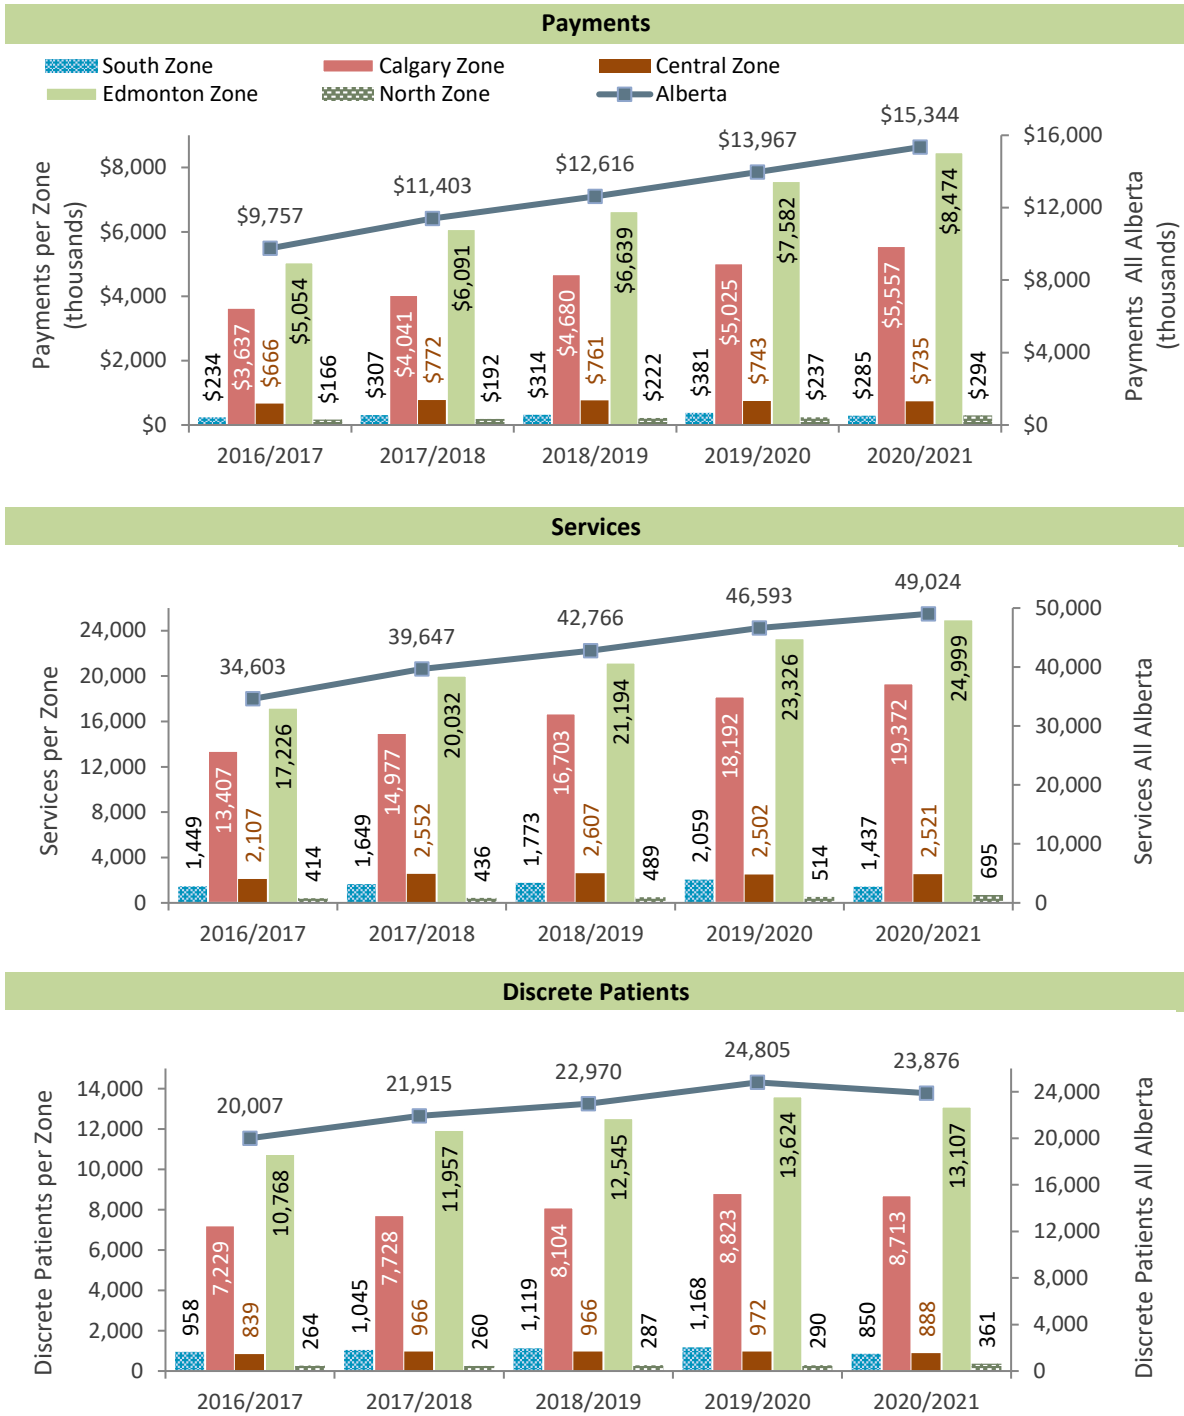 Payments
South Zone Calgary Zone Central Zone
Edmonton Zone North Zone Alberta
Payments per Zone
(thousands)
$8,000
$6,000
$4,000
$2,000
$0
$9,757 $11,403 $12,616 $13,967 $15,344
$234 $3,637 $666 $5,054 $166
$307 $4,041 $772 $6,091 $192
$314 $4,680 $761 $6,639 $222
$381 $5,025 $743 $7,582 $237
$285 $5,557 $735 $8,474 $294
$16,000
$12,000
$8,000
$4,000
$0
Payments All Alberta
(thousands)
2016/2017 2017/2018 2018/2019 2019/2020 2020/2021
Services
Services per Zone
24,000
20,000
16,000
12,000
8,000
4,000
0
34,603 39,647 42,766 46,593 49,024
1,449 13,407 2,107 17,226 414
1,649 14,977 2,552 20,032 436
1,773 16,703 2,607 21,194 489
2,059 18,192 2,502 23,326 514
1,437 19,372 2,521 24,999 695
50,000
40,000
30,000
20,000
10,000
0
Services All Alberta
2016/2017 2017/2018 2018/2019 2019/2020 2020/2021
Discrete Patients
Discrete Patients per Zone
14,000
12,000
10,000
8,000
6,000
4,000
2,000
0
20,007 21,915 22,970 24,805 23,876
958 7,229 839 10,768 264
1,045 7,728 966 11,957 260
1,119 8,104 966 12,545 287
1,168 8,823 972 13,624 290
850 8,713 888 13,107 361
24,000
20,000
16,000
12,000
8,000
4,000
0
Discrete Patients All Alberta
2016/2017 2017/2018 2018/2019 2019/2020 2020/2021